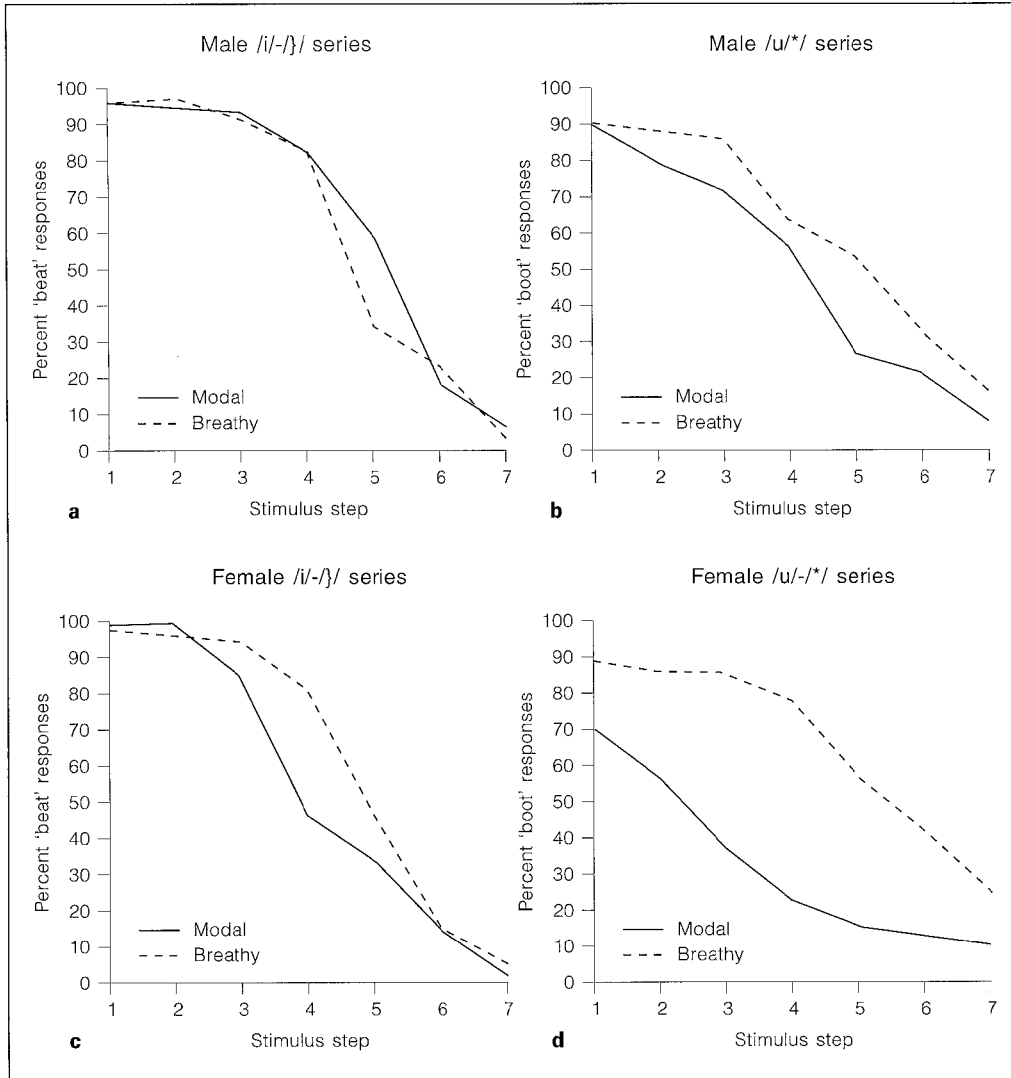 Male /i/-/}/ series
Percent 'beat' responses
100
90
80
70
60
50
40
30
20
10
0
Modal
Breathy
1 2 3 4 5 6 7
Stimulus step
a
Male /u/*/ series
Percent 'boot' responses
100
90
80
70
60
50
40
30
20
10
0
Modal
Breathy
1 2 3 4 5 6 7
Stimulus step
b
Female /i/-/}/ series
Percent 'beat' responses
100
90
80
70
60
50
40
30
20
10
0
Modal
Breathy
1 2 3 4 5 6 7
Stimulus step
c
Female /u/-/*/ series
Percent 'boot' responses
100
90
80
70
60
50
40
30
20
10
0
Modal
Breathy
1 2 3 4 5 6 7
Stimulus step
d